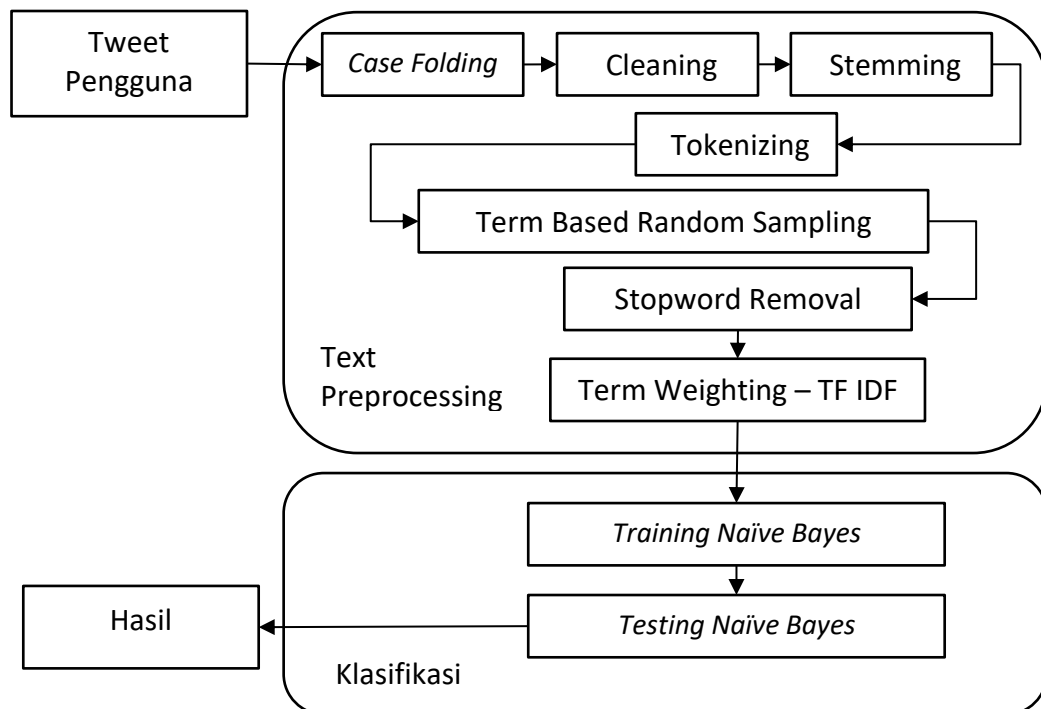 Tweet
Pengguna
Case Folding
Cleaning
Stemming
Tokenizing
Term Based Random Sampling
Stopword Removal
Text
Preprocessing
Term Weighting – TF IDF
Training Naïve Bayes
Testing Naïve Bayes
Hasil
Klasifikasi